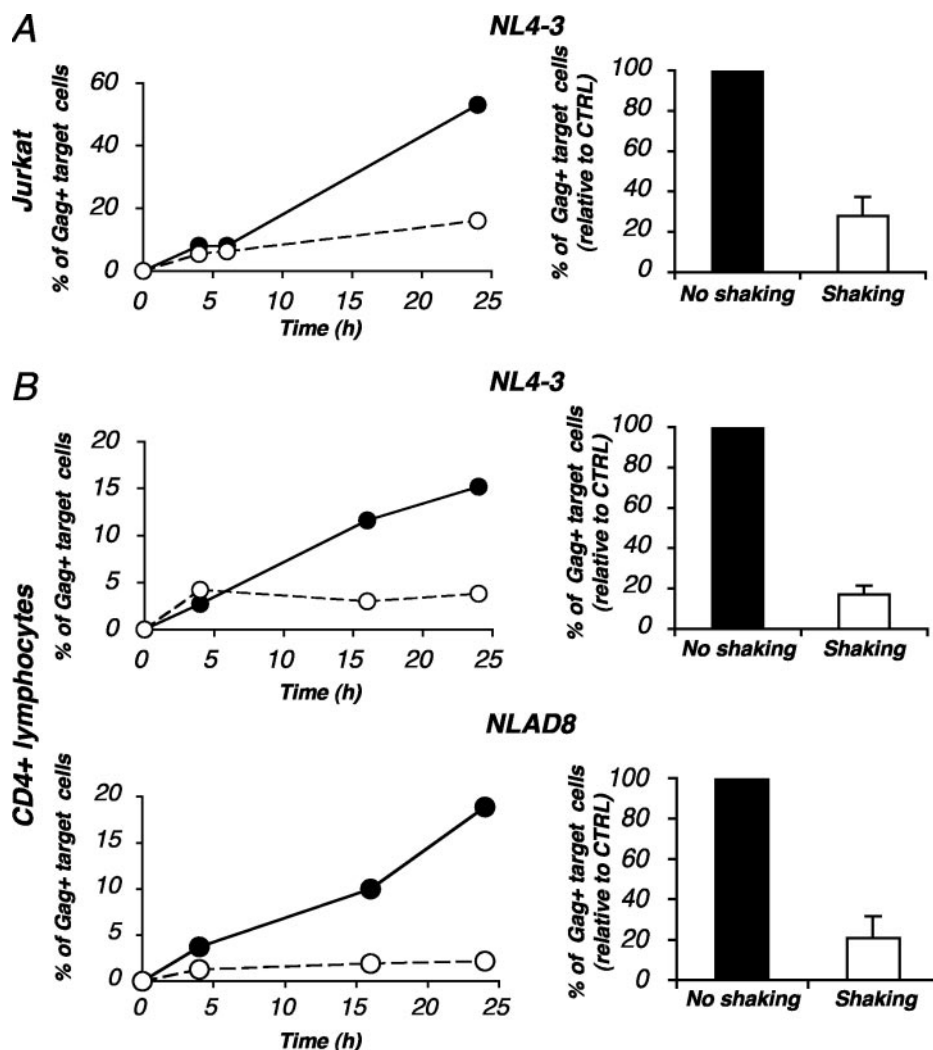 A
NL4-3
Jurkat
% of Gag+ target cells
60
40
20
0
0 5 10 15 20 25
Time (h)
% of Gag+ target cells
(relative to CTRL)
100
80
60
40
20
0
No shaking Shaking
B
NL4-3
CD4+ lymphocytes
% of Gag+ target cells
20
15
10
5
0
0 5 10 15 20 25
Time (h)
% of Gag+ target cells
(relative to CTRL)
100
80
60
40
20
0
No shaking Shaking
NLAD8
% of Gag+ target cells
20
15
10
5
0
0 5 10 15 20 25
Time (h)
% of Gag+ target cells
(relative to CTRL)
100
80
60
40
20
0
No shaking Shaking